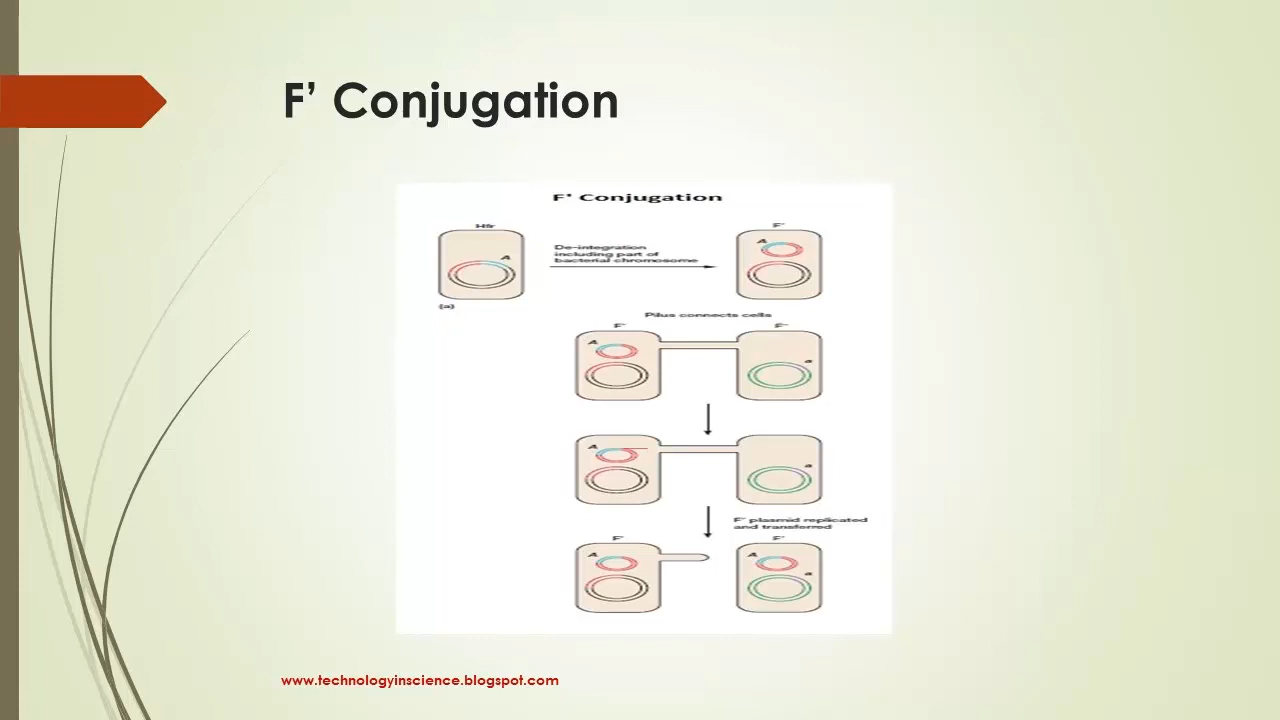 F’ Conjugation
F' Conjugation
Hfr
A
De-integration
including part of
bacterial chromosome
F'
A
(a)
Pilus connects cells
F'
F⁻
A
a
A
a
F' plasmid replicated
and transferred
F'
F'
A
A
a
www.technologyinscience.blogspot.com